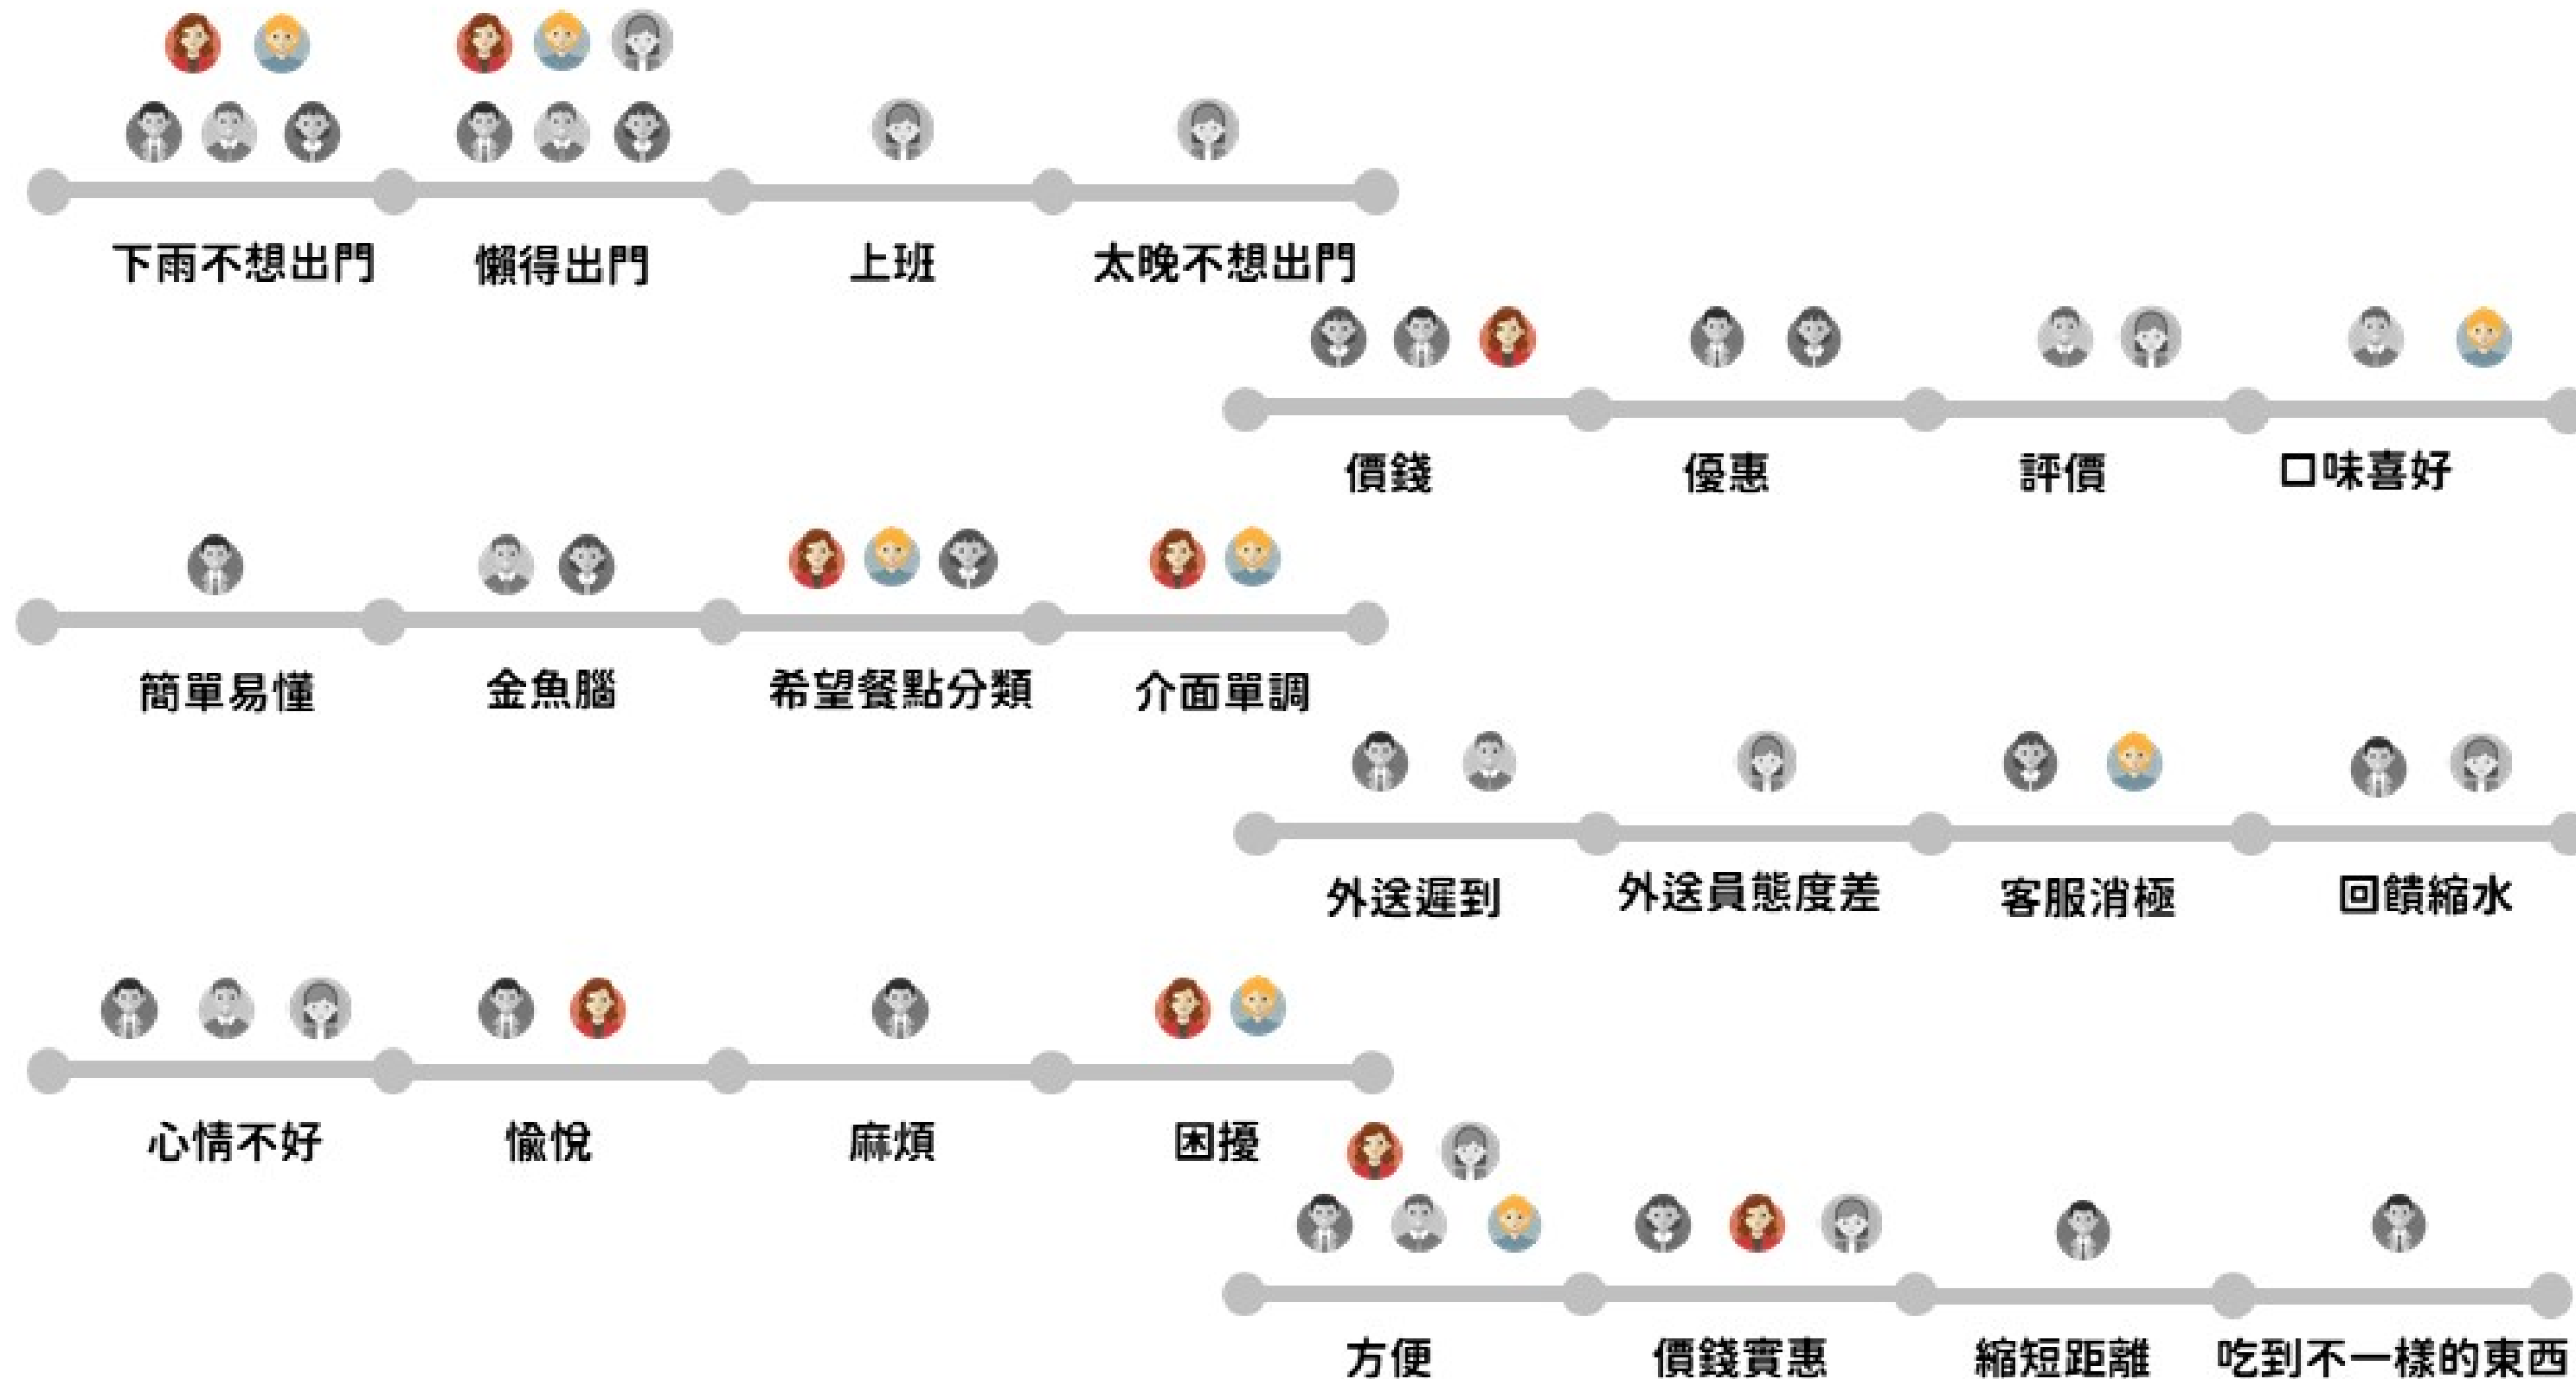 下雨不想出門 懶得出門 上班 太晚不想出門
價錢 優惠 評價 口味喜好
簡單易懂 金魚腦 希望餐點分類 介面單調
外送遲到 外送員態度差 客服消極 回饋縮水
心情不好 愉悅 麻煩 困擾
方便 價錢實惠 縮短距離 吃到不一樣的東西